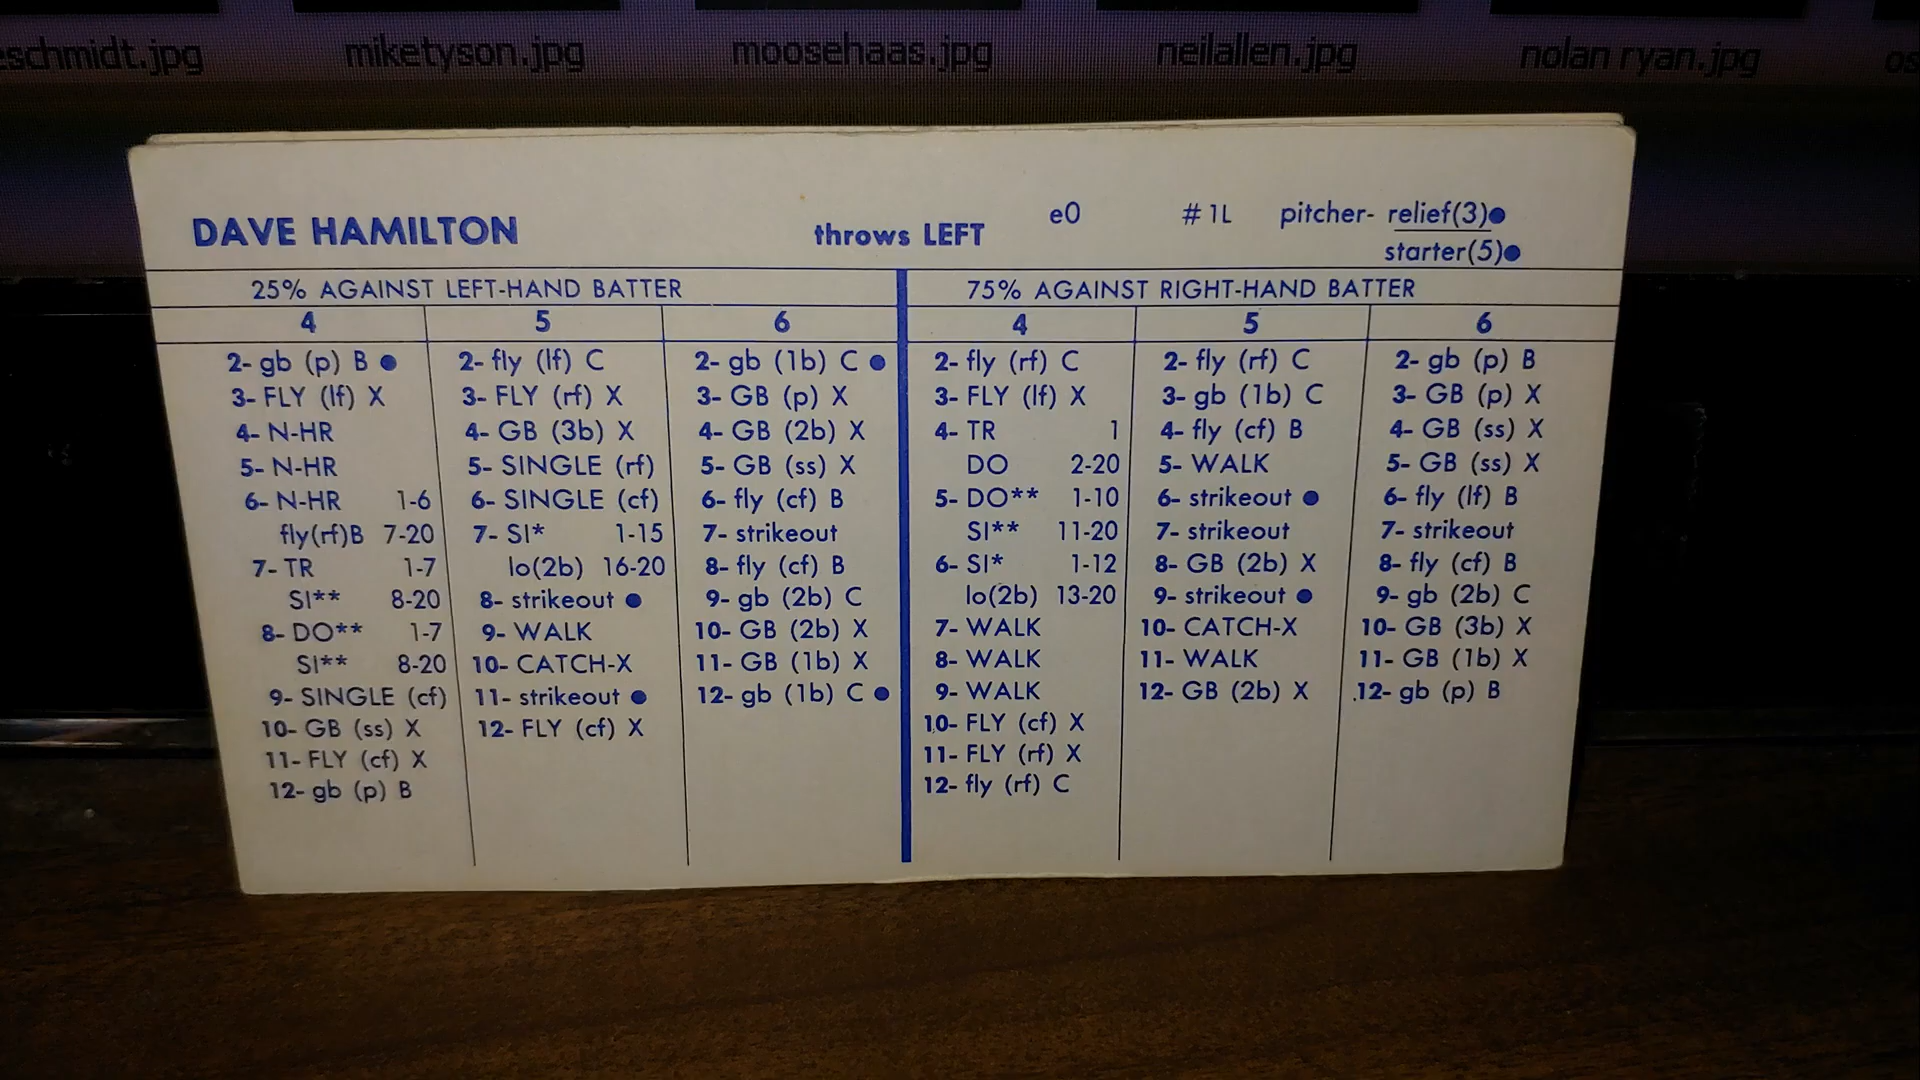 schmidt.jpg
miketyson.jpg
moosehaas.jpg
neilallen.jpg
nolan ryan.jpg
os
DAVE HAMILTON
throws LEFT
e0
# 1L
pitcher- relief(3)●
starter(5)●
25% AGAINST LEFT-HAND BATTER
4
2- gb (p) B ●
3- FLY (lf) X
4- N-HR
5- N-HR
6- N-HR 1-6
fly(rf)B 7-20
7- TR 1-7
SI** 8-20
8- DO** 1-7
SI** 8-20
9- SINGLE (cf)
10- GB (ss) X
11- FLY (cf) X
12- gb (p) B
5
2- fly (lf) C
3- FLY (rf) X
4- GB (3b) X
5- SINGLE (rf)
6- SINGLE (cf)
7- SI* 1-15
lo(2b) 16-20
8- strikeout ●
9- WALK
10- CATCH-X
11- strikeout ●
12- FLY (cf) X
6
2- gb (1b) C ●
3- GB (p) X
4- GB (2b) X
5- GB (ss) X
6- fly (cf) B
7- strikeout
8- fly (cf) B
9- gb (2b) C
10- GB (2b) X
11- GB (1b) X
12- gb (1b) C ●
75% AGAINST RIGHT-HAND BATTER
4
2- fly (rf) C
3- FLY (lf) X
4- TR 1
DO 2-20
5- DO** 1-10
SI** 11-20
6- SI* 1-12
lo(2b) 13-20
7- WALK
8- WALK
9- WALK
10- FLY (cf) X
11- FLY (rf) X
12- fly (rf) C
5
2- fly (rf) C
3- gb (1b) C
4- fly (cf) B
5- WALK
6- strikeout ●
7- strikeout
8- GB (2b) X
9- strikeout ●
10- CATCH-X
11- WALK
12- GB (2b) X
6
2- gb (p) B
3- GB (p) X
4- GB (ss) X
5- GB (ss) X
6- fly (lf) B
7- strikeout
8- fly (cf) B
9- gb (2b) C
10- GB (3b) X
11- GB (1b) X
12- gb (p) B